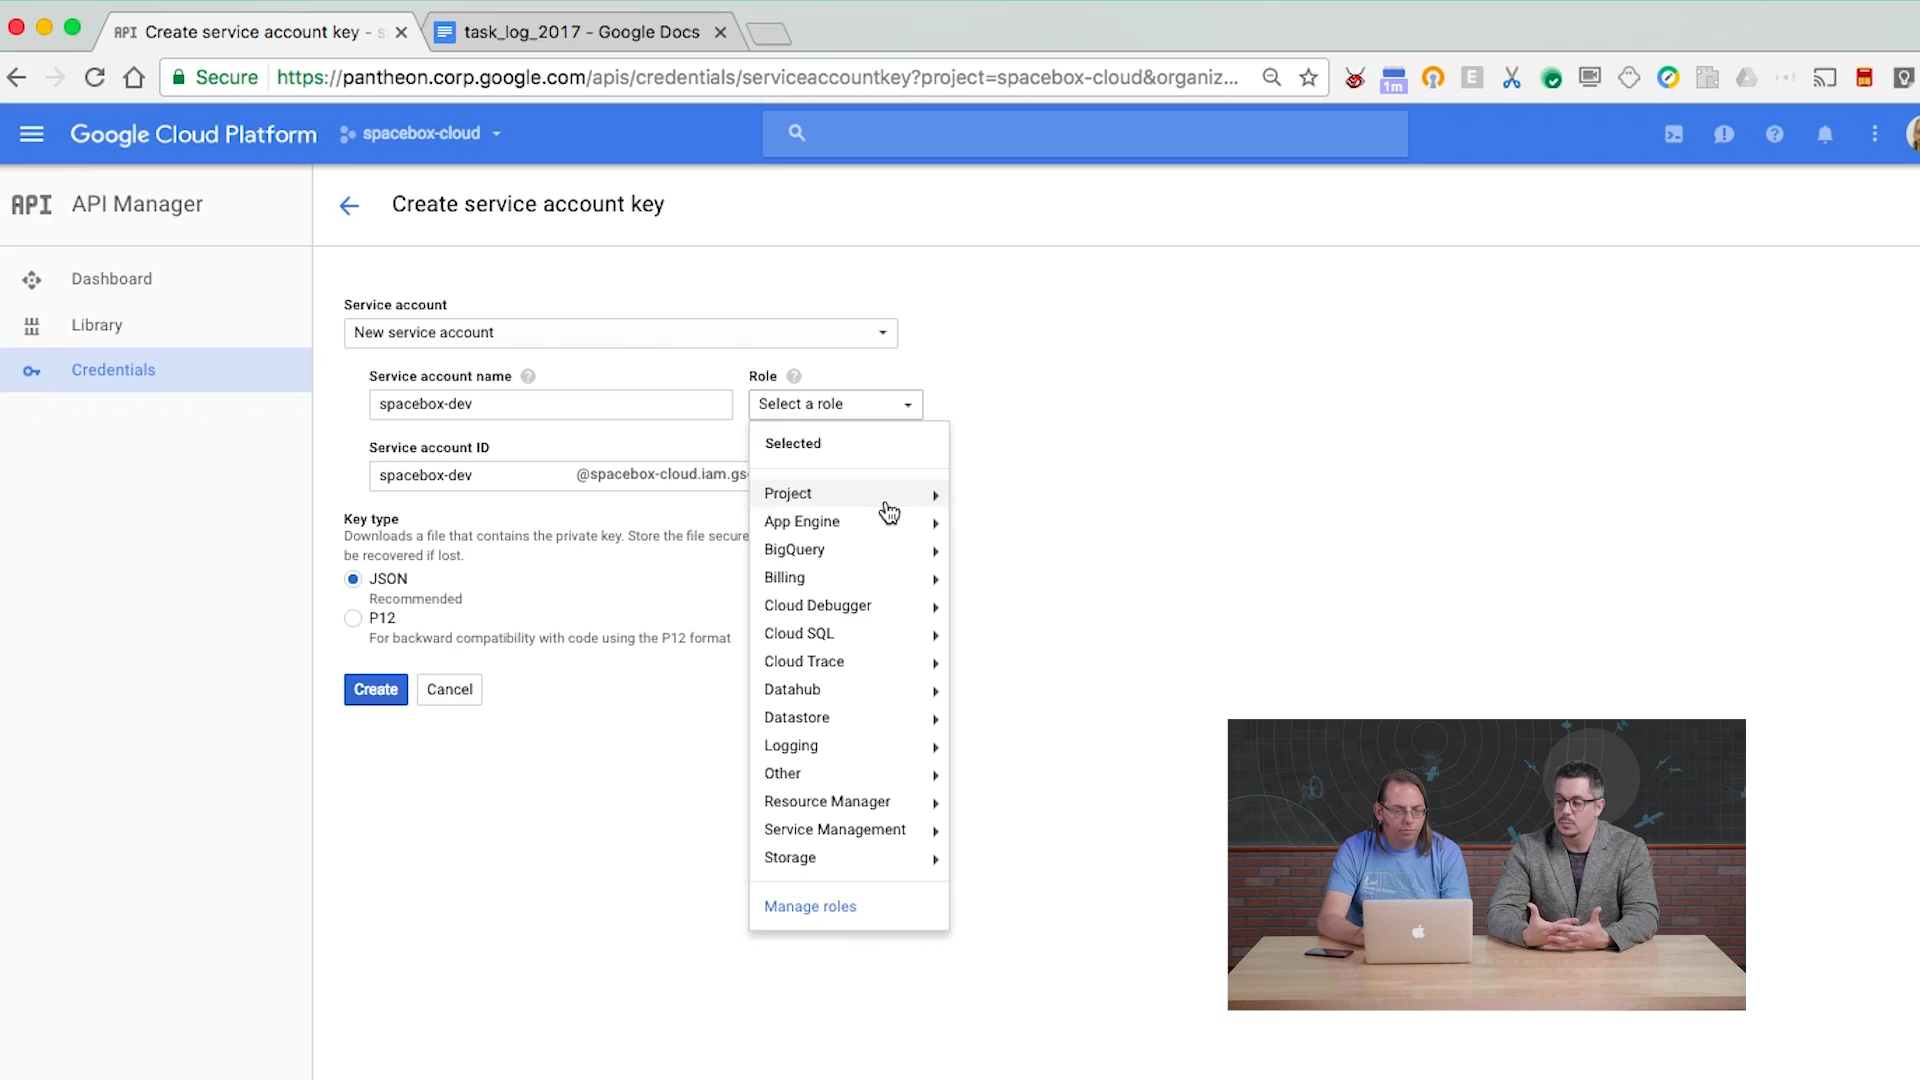 API Create service account key - s
task_log_2017 - Google Docs
Secure https://pantheon.corp.google.com/apis/credentials/serviceaccountkey?project=spacebox-cloud&organiz...
1m
E
Google Cloud Platform
spacebox-cloud
API API Manager
Create service account key
Dashboard
Library
Credentials
Service account
New service account
Service account name
Role
spacebox-dev
Select a role
Service account ID
spacebox-dev @spacebox-cloud.iam.gs
Key type
Downloads a file that contains the private key. Store the file secure
be recovered if lost.
JSON
Recommended
P12
For backward compatibility with code using the P12 format
Create
Cancel
Selected
Project
App Engine
BigQuery
Billing
Cloud Debugger
Cloud SQL
Cloud Trace
Datahub
Datastore
Logging
Other
Resource Manager
Service Management
Storage
Manage roles